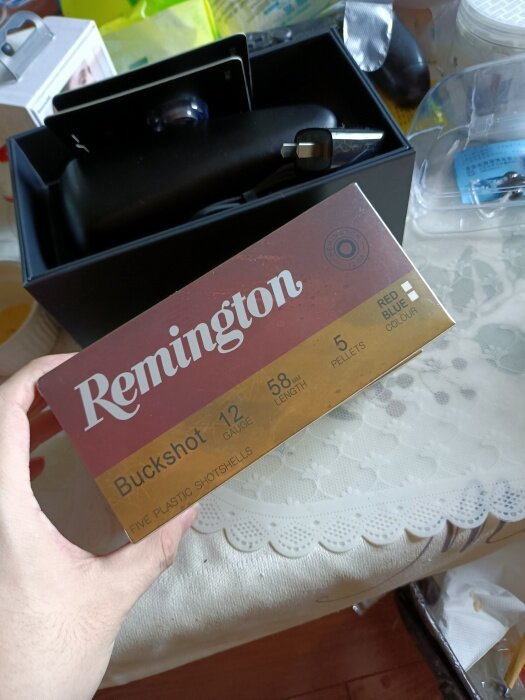 Remington
Buckshot 12 58mm 5 RED
GAUGE LENGTH PELLETS BLUE
COLOUR
FIVE PLASTIC SHOTSHELLS